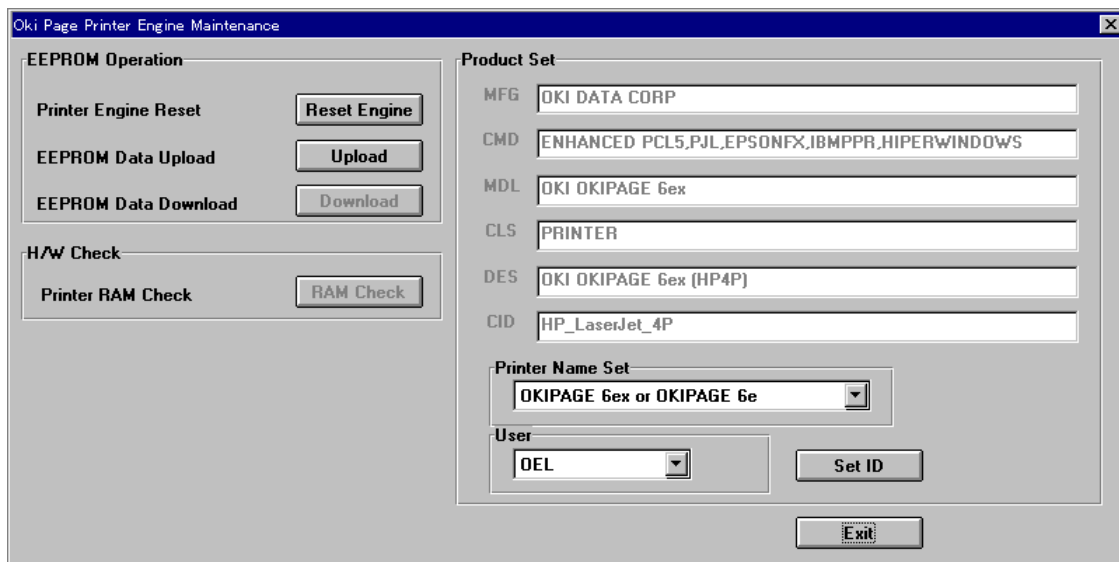 Oki Page Printer Engine Maintenance
EEPROM Operation
Printer Engine Reset
Reset Engine
EEPROM Data Upload
Upload
EEPROM Data Download
Download
H/W Check
Printer RAM Check
RAM Check
Product Set
MFG OKI DATA CORP
CMD ENHANCED PCL5,PJL,EPSONFX,IBMPPR,HIPERWINDOWS
MDL OKI OKIPAGE 6ex
CLS PRINTER
DES OKI OKIPAGE 6ex (HP4P)
CID HP_LaserJet_4P
Printer Name Set
OKIPAGE 6ex or OKIPAGE 6e
User
OEL
Set ID
Exit